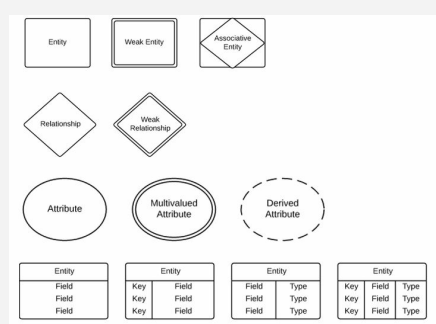 Entity
Weak Entity
Associative
Entity
Relationship
Weak
Relationship
Attribute
Multivalued
Attribute
Derived
Attribute
Entity
Field
Field
Field
Entity
Key Field
Key Field
Key Field
Entity
Field Type
Field Type
Field Type
Entity
Key Field Type
Key Field Type
Key Field Type